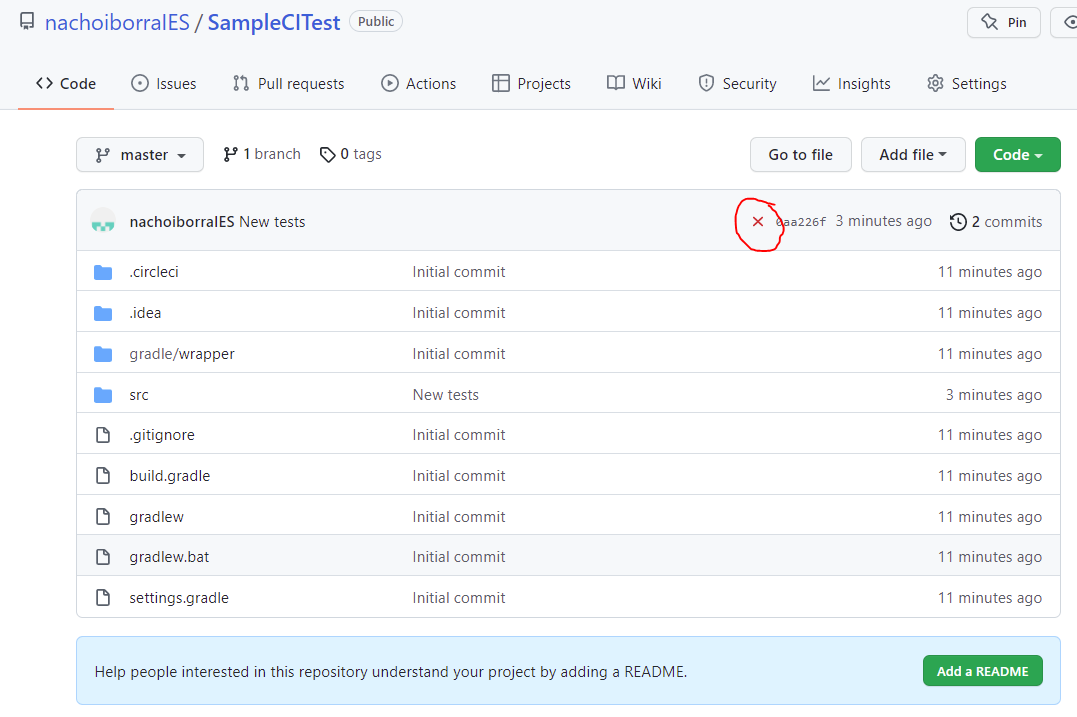 nachoiborraIES / SampleCITest Public Pin
Code Issues Pull requests Actions Projects Wiki Security Insights Settings
master 1 branch 0 tags Go to file Add file Code
nachoiborraIES New tests 0aa226f 3 minutes ago 2 commits
.circleci Initial commit 11 minutes ago
.idea Initial commit 11 minutes ago
gradle/wrapper Initial commit 11 minutes ago
src New tests 3 minutes ago
.gitignore Initial commit 11 minutes ago
build.gradle Initial commit 11 minutes ago
gradlew Initial commit 11 minutes ago
gradlew.bat Initial commit 11 minutes ago
settings.gradle Initial commit 11 minutes ago
Help people interested in this repository understand your project by adding a README. Add a README